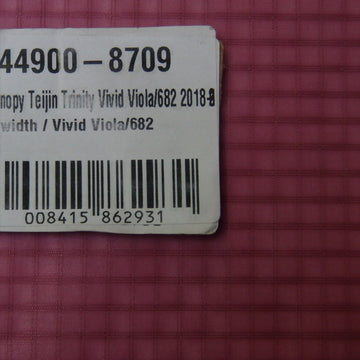 44900-8709
nopy Teijin Trinity Vivid Viola/682 2018-
width / Vivid Viola/682
008415 862931